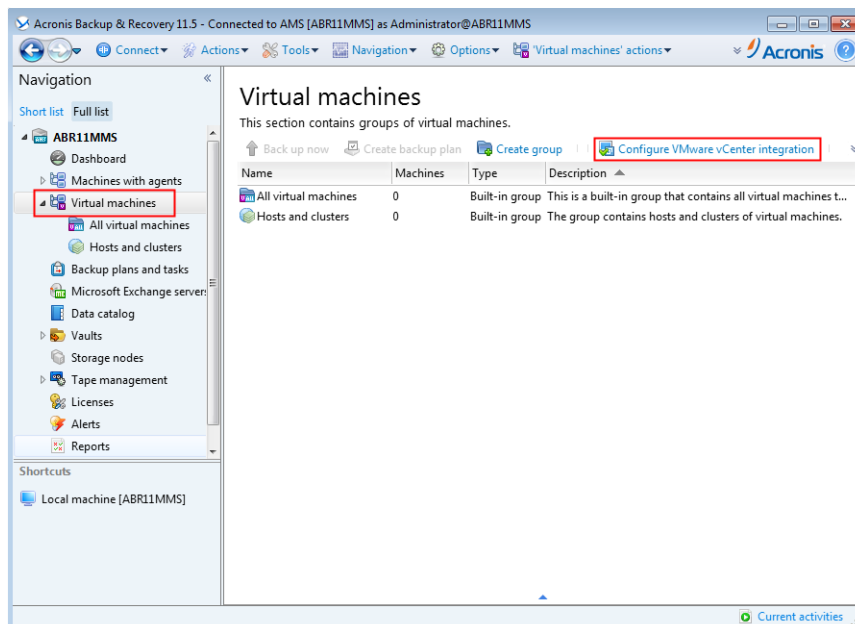 Acronis Backup & Recovery 11.5 - Connected to AMS [ABR11MMS] as Administrator@ABR11MMS
Connect Actions Tools Navigation Options 'Virtual machines' actions Acronis ?
Navigation
Short list Full list
ABR11MMS
Dashboard
Machines with agents
Virtual machines
All virtual machines
Hosts and clusters
Backup plans and tasks
Microsoft Exchange servers
Data catalog
Vaults
Storage nodes
Tape management
Licenses
Alerts
Reports
Shortcuts
Local machine [ABR11MMS]
Virtual machines
This section contains groups of virtual machines.
Back up now Create backup plan Create group Configure VMware vCenter integration
Name Machines Type Description
All virtual machines 0 Built-in group This is a built-in group that contains all virtual machines t...
Hosts and clusters 0 Built-in group The group contains hosts and clusters of virtual machines.
Current activities